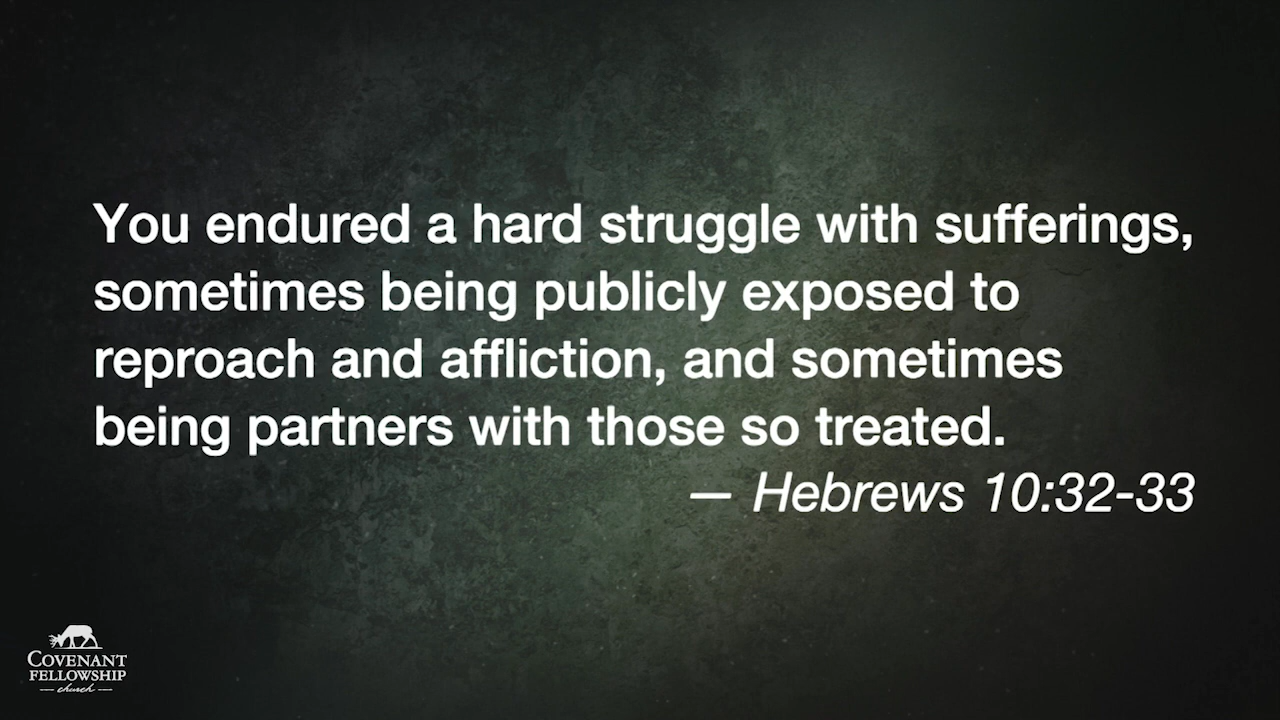 You endured a hard struggle with sufferings,
sometimes being publicly exposed to
reproach and affliction, and sometimes
being partners with those so treated.
— Hebrews 10:32-33
COVENANT
FELLOWSHIP
— church —